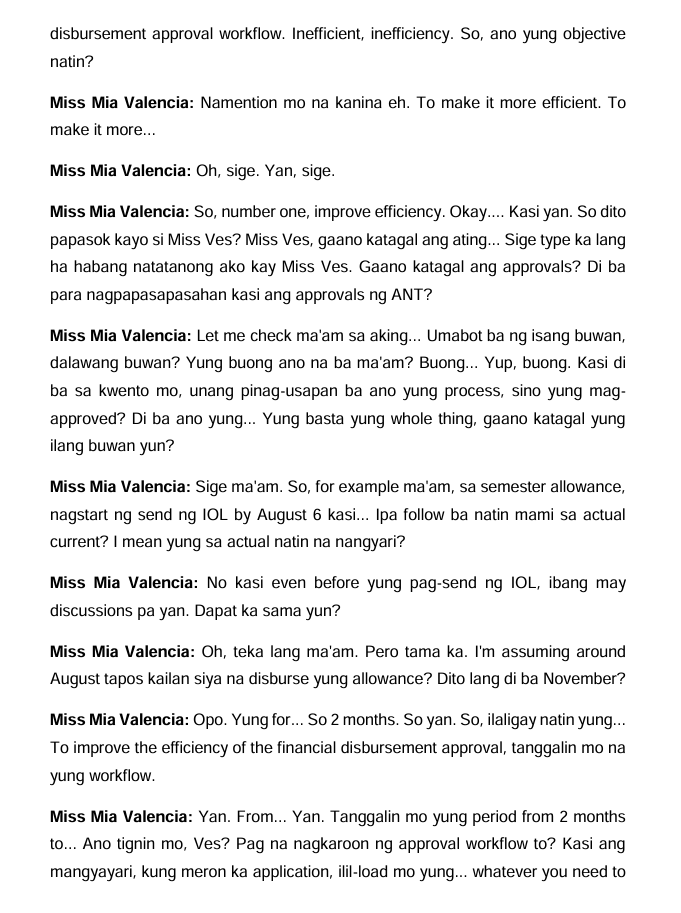 disbursement approval workflow. Inefficient, inefficiency. So, ano yung objective
natin?
Miss Mia Valencia: Namention mo na kanina eh. To make it more efficient. To
make it more...
Miss Mia Valencia: Oh, sige. Yan, sige.
Miss Mia Valencia: So, number one, improve efficiency. Okay.... Kasi yan. So dito
papasok kayo si Miss Ves? Miss Ves, gaano katagal ang ating... Sige type ka lang
ha habang natatanong ako kay Miss Ves. Gaano katagal ang approvals? Di ba
para nagpapasapasahan kasi ang approvals ng ANT?
Miss Mia Valencia: Let me check ma'am sa aking... Umabot ba ng isang buwan,
dalawang buwan? Yung buong ano na ba ma'am? Buong... Yup, buong. Kasi di
ba sa kwento mo, unang pinag-usapan ba ano yung process, sino yung mag-
approved? Di ba ano yung... Yung basta yung whole thing, gaano katagal yung
ilang buwan yun?
Miss Mia Valencia: Sige ma'am. So, for example ma'am, sa semester allowance,
nagstart ng send ng IOL by August 6 kasi... Ipa follow ba natin mami sa actual
current? I mean yung sa actual natin na nangyari?
Miss Mia Valencia: No kasi even before yung pag-send ng IOL, ibang may
discussions pa yan. Dapat ka sama yun?
Miss Mia Valencia: Oh, teka lang ma'am. Pero tama ka. I'm assuming around
August tapos kailan siya na disburse yung allowance? Dito lang di ba November?
Miss Mia Valencia: Opo. Yung for... So 2 months. So yan. So, ilaligay natin yung...
To improve the efficiency of the financial disbursement approval, tanggalin mo na
yung workflow.
Miss Mia Valencia: Yan. From... Yan. Tanggalin mo yung period from 2 months
to... Ano tignin mo, Ves? Pag na nagkaroon ng approval workflow to? Kasi ang
mangyayari, kung meron ka application, ilil-load mo yung... whatever you need to